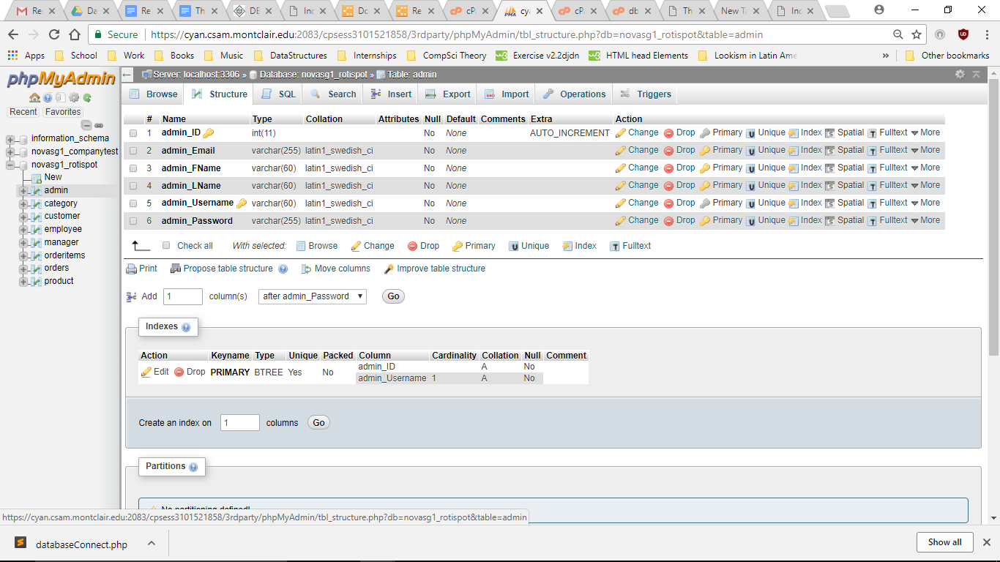 Re
Da
Re
Th
DE
Inc
Do
Re
cP
cya
cP
db
Th
New Ta
Inc
Secure https://cyan.csam.montclair.edu:2083/cpsess3101521858/3rdparty/phpMyAdmin/tbl_structure.php?db=novasg1_rotispot&table=admin
Apps School Work Books Music DataStructures Internships CompSci Theory Exercise v2.2djdn HTML head Elements Lookism in Latin Ame » Other bookmarks
phpMyAdmin
Recent Favorites
information_schema
novasg1_companytest
novasg1_rotispot
New
admin
category
customer
employee
manager
orderitems
orders
product
Server: localhost:3306 » Database: novasg1_rotispot » Table: admin
Browse Structure SQL Search Insert Export Import Operations Triggers
# Name Type Collation Attributes Null Default Comments Extra Action
1 admin_ID int(11) No None AUTO_INCREMENT Change Drop Primary Unique Index Spatial Fulltext More
2 admin_Email varchar(255) latin1_swedish_ci No None Change Drop Primary Unique Index Spatial Fulltext More
3 admin_FName varchar(60) latin1_swedish_ci No None Change Drop Primary Unique Index Spatial Fulltext More
4 admin_LName varchar(60) latin1_swedish_ci No None Change Drop Primary Unique Index Spatial Fulltext More
5 admin_Username varchar(60) latin1_swedish_ci No None Change Drop Primary Unique Index Spatial Fulltext More
6 admin_Password varchar(255) latin1_swedish_ci No None Change Drop Primary Unique Index Spatial Fulltext More
Check all With selected: Browse Change Drop Primary Unique Index Fulltext
Print Propose table structure Move columns Improve table structure
Add 1 column(s) after admin_Password Go
Indexes
Action Keyname Type Unique Packed Column Cardinality Collation Null Comment
Edit Drop PRIMARY BTREE Yes No admin_ID A No
admin_Username 1 A No
Create an index on 1 columns Go
Partitions
No partitioning defined!
https://cyan.csam.montclair.edu:2083/cpsess3101521858/3rdparty/phpMyAdmin/tbl_structure.php?db=novasg1_rotispot&table=admin
databaseConnect.php
Show all